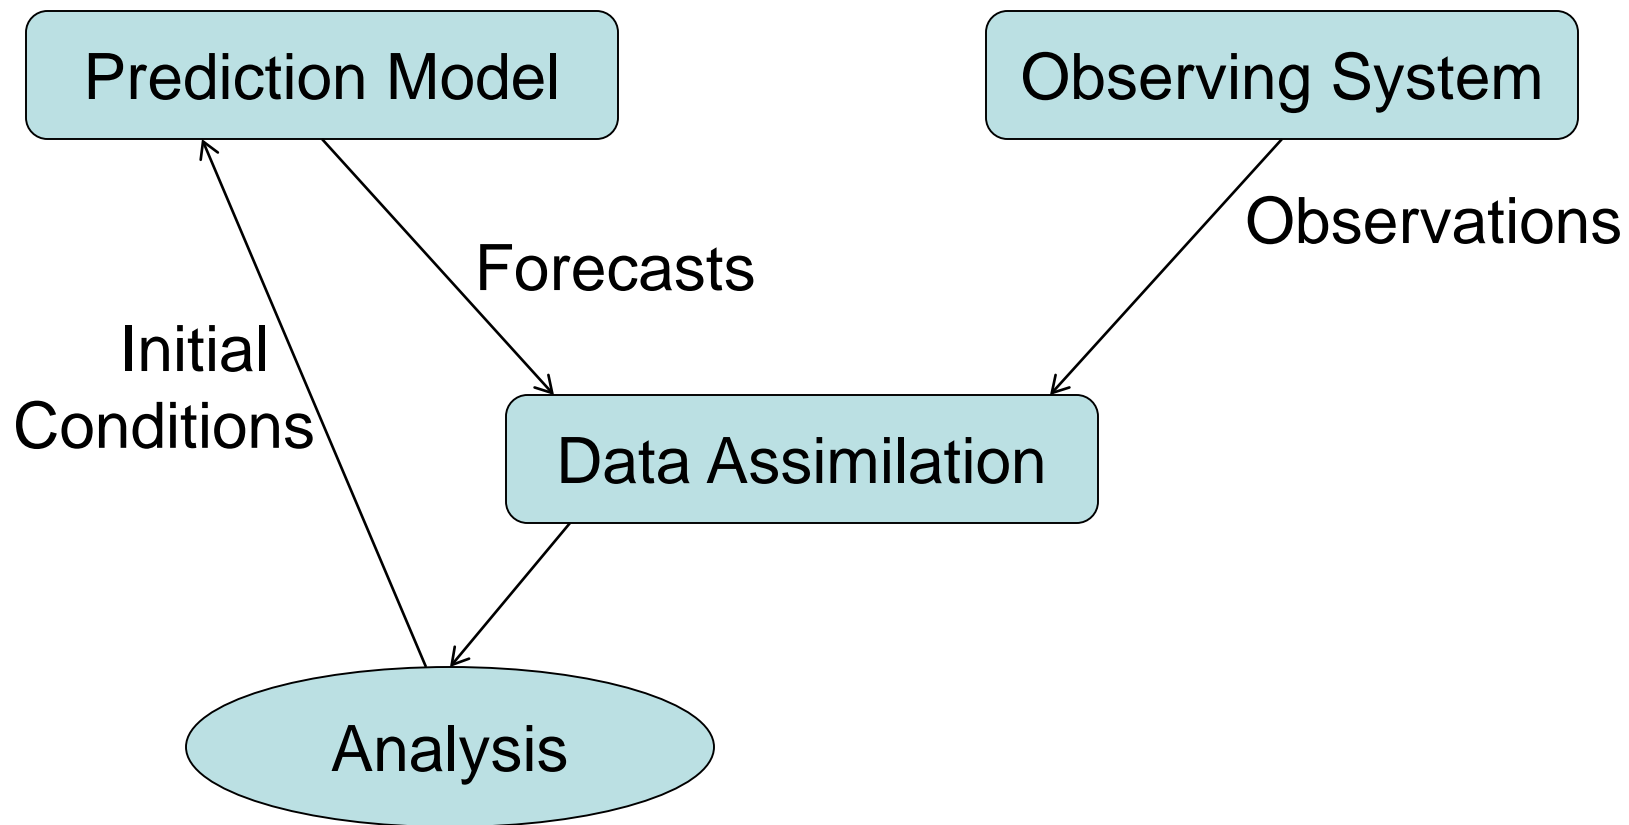 Prediction Model
Observing System
Observations
Forecasts
Initial
Conditions
Data Assimilation
Analysis